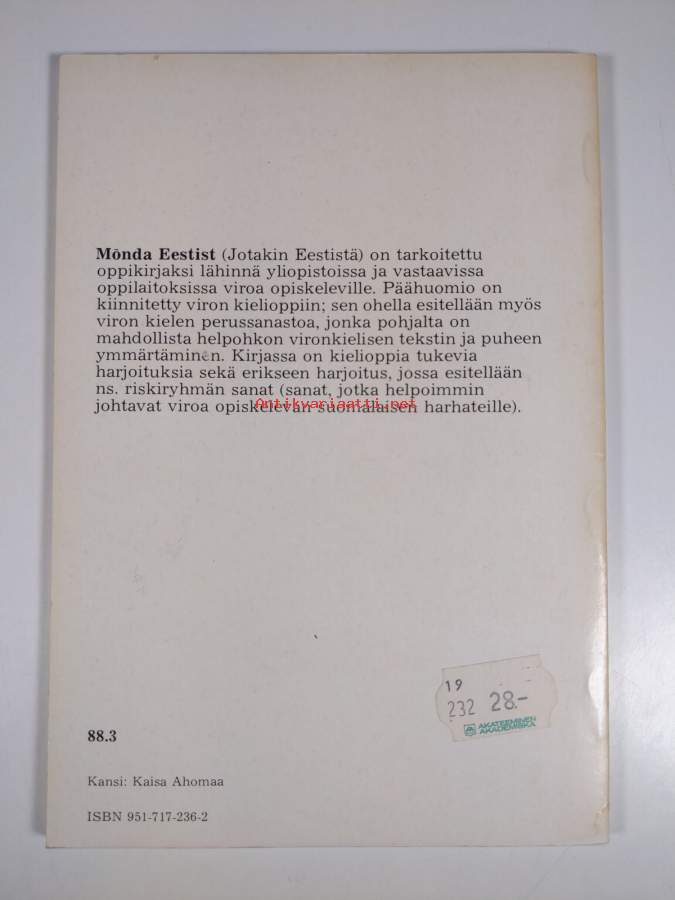 Mõnda Eestist (Jotakin Eestistä) on tarkoitettu
oppikirjaksi lähinnä yliopistoissa ja vastaavissa
oppilaitoksissa viroa opiskeleville. Päähuomio on
kiinnitetty viron kielioppiin; sen ohella esitellään myös
viron kielen perussanastoa, jonka pohjalta on
mahdollista helpohkon vironkielisen tekstin ja puheen
ymmärtäminen. Kirjassa on kielioppia tukevia
harjoituksia sekä erikseen harjoitus, jossa esitellään
ns. riskiryhmän sanat (sanat, jotka helpoimmin
johtavat viroa opiskelevan suomalaisen harhateille).
Antikvariaatti.net
19
232 28.-
AKATEEMINEN
AKADEMISKA
88.3
Kansi: Kaisa Ahomaa
ISBN 951-717-236-2